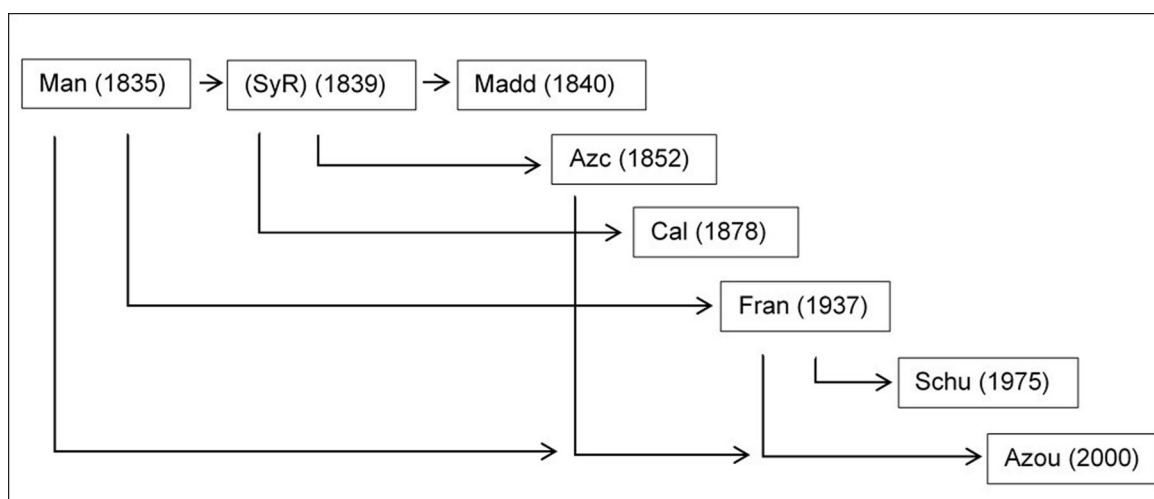 Man (1835)
(SyR) (1839)
Madd (1840)
Azc (1852)
Cal (1878)
Fran (1937)
Schu (1975)
Azou (2000)